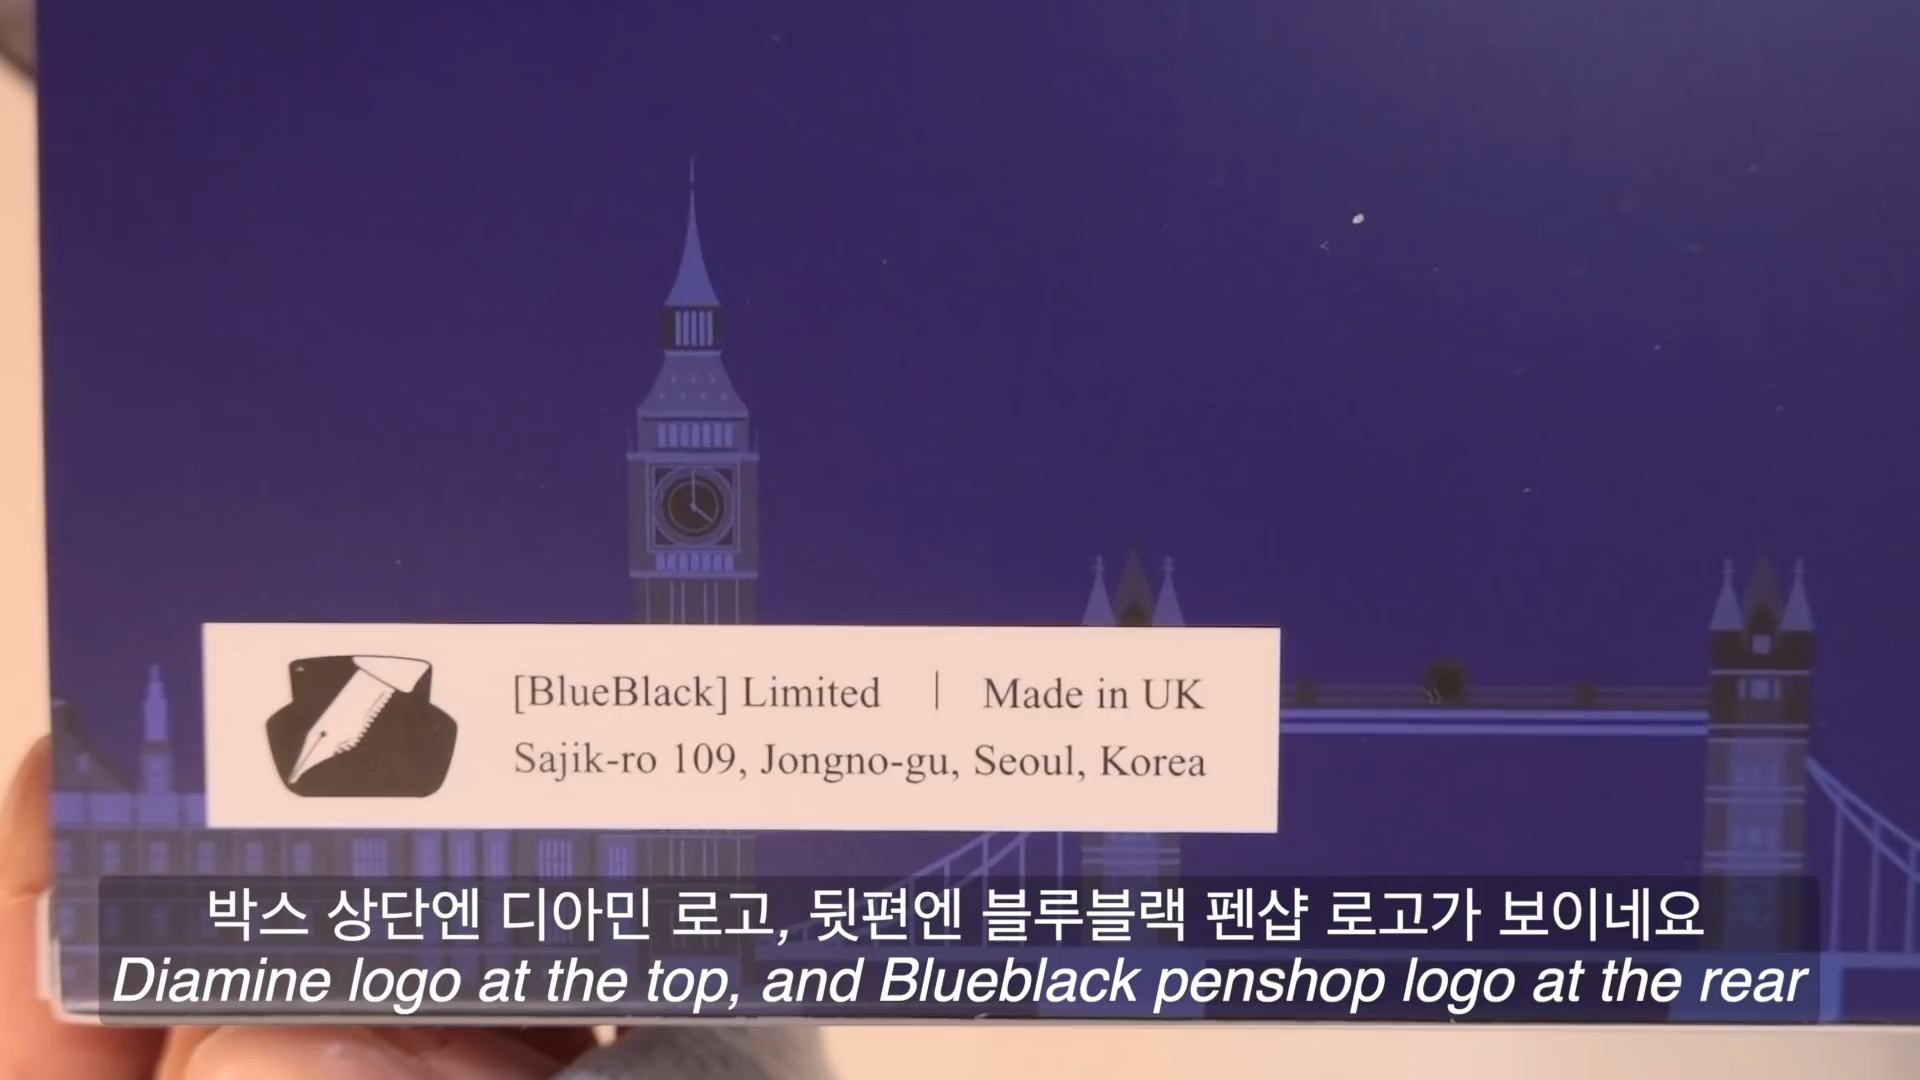 [BlueBlack] Limited | Made in UK
Sajik-ro 109, Jongno-gu, Seoul, Korea
박스 상단엔 디아민 로고, 뒷편엔 블루블랙 펜샵 로고가 보이네요
Diamine logo at the top, and Blueblack penshop logo at the rear